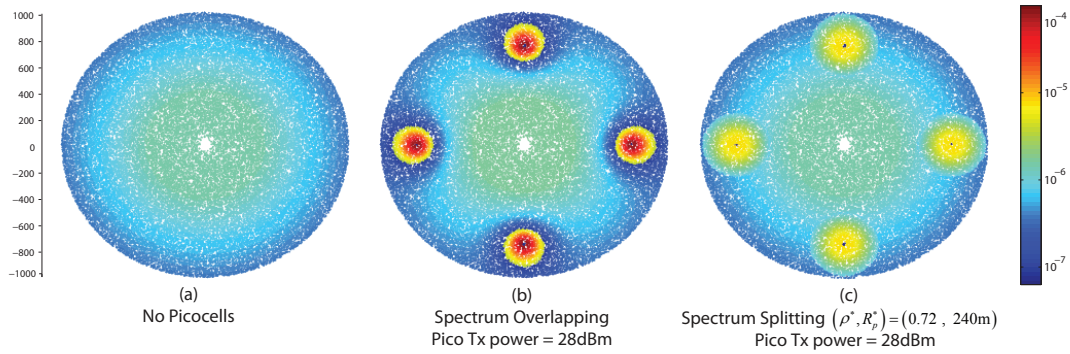 1000
800
600
400
200
0
−200
−400
−600
−800
−1000
10⁻⁴
10⁻⁵
10⁻⁶
10⁻⁷
(a)
No Picocells
(b)
Spectrum Overlapping
Pico Tx power = 28dBm
(c)
Spectrum Splitting (ρ*, R*ₚ) = (0.72 , 240m)
Pico Tx power = 28dBm